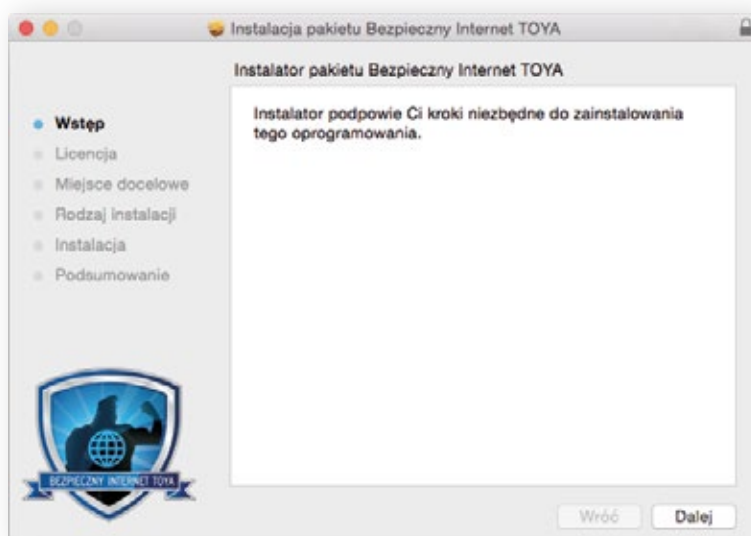 Instalacja pakietu Bezpieczny Internet TOYA
Instalator pakietu Bezpieczny Internet TOYA
Wstęp
Licencja
Miejsce docelowe
Rodzaj instalacji
Instalacja
Podsumowanie
Instalator podpowie Ci kroki niezbędne do zainstalowania
tego oprogramowania.
BEZPIECZNY INTERNET TOYA
Wróć
Dalej